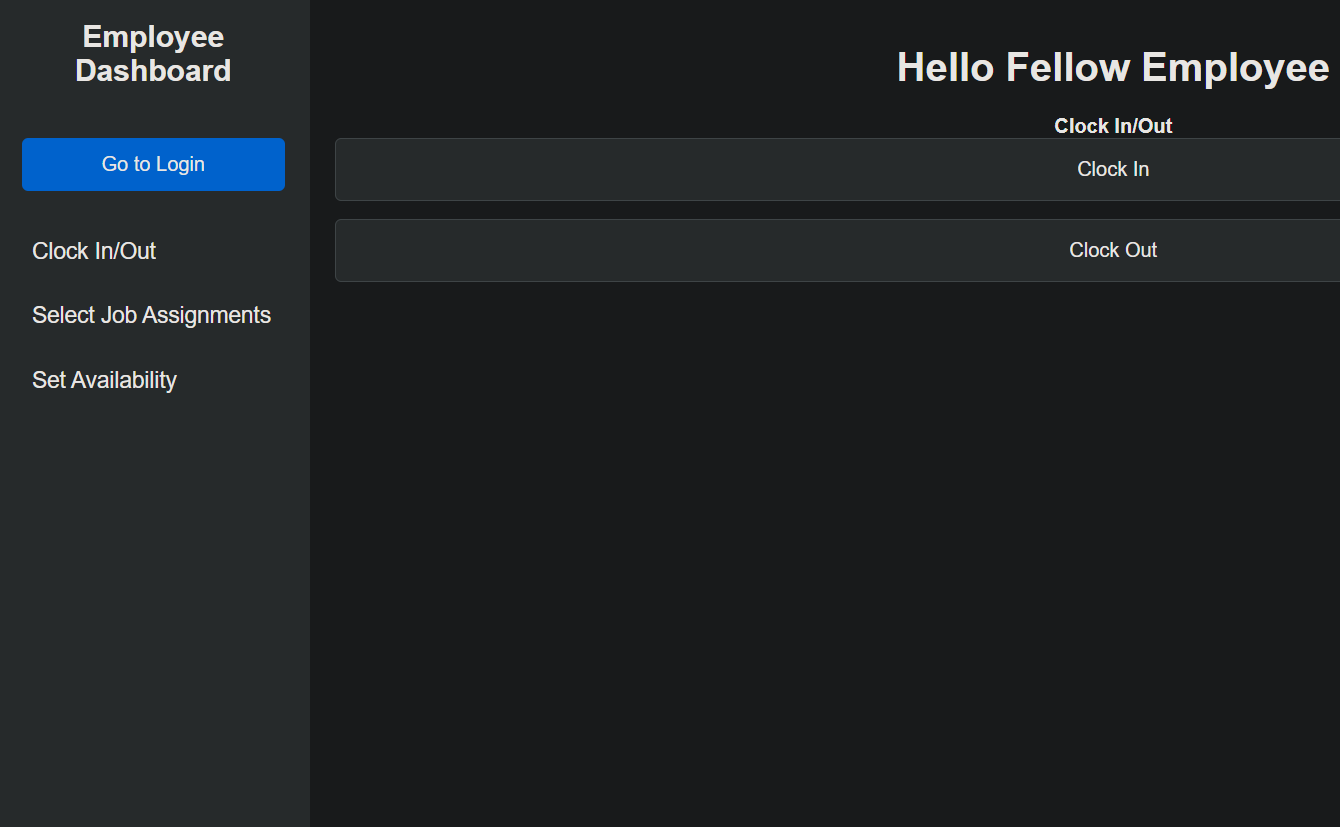 Employee
Dashboard
Go to Login
Clock In/Out
Select Job Assignments
Set Availability
Hello Fellow Employee
Clock In/Out
Clock In
Clock Out